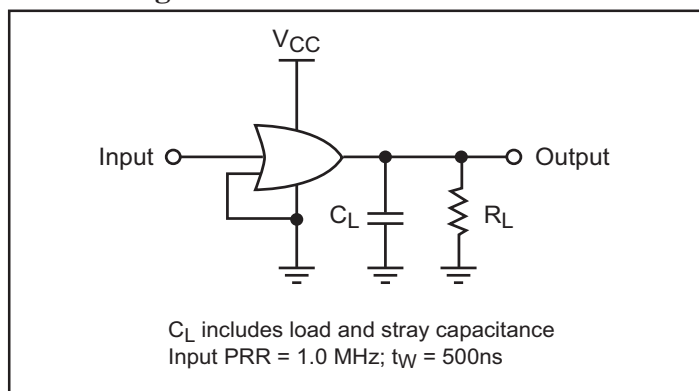 VCC
Input
Output
CL
RL
CL includes load and stray capacitance
Input PRR = 1.0 MHz; tW = 500ns